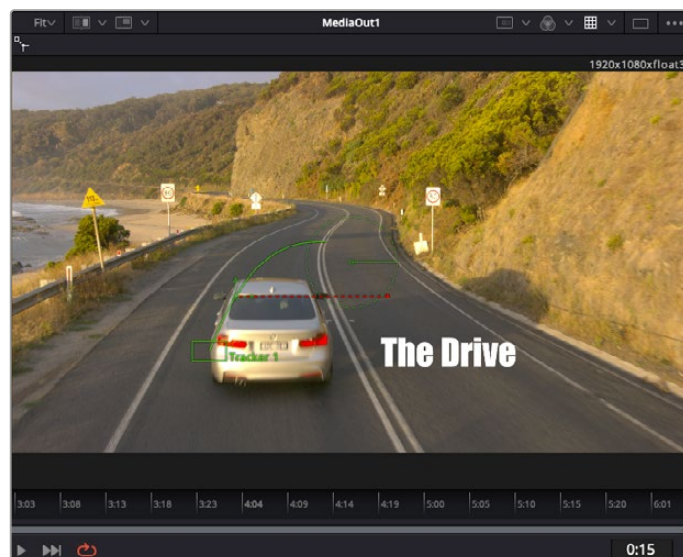 Fit
MediaOut1
1920x1080xfloat3
Tracker 1
The Drive
3:03 3:08 3:13 3:18 3:23 4:04 4:09 4:14 4:19 5:00 5:05 5:10 5:15 5:20 6:01
0:15